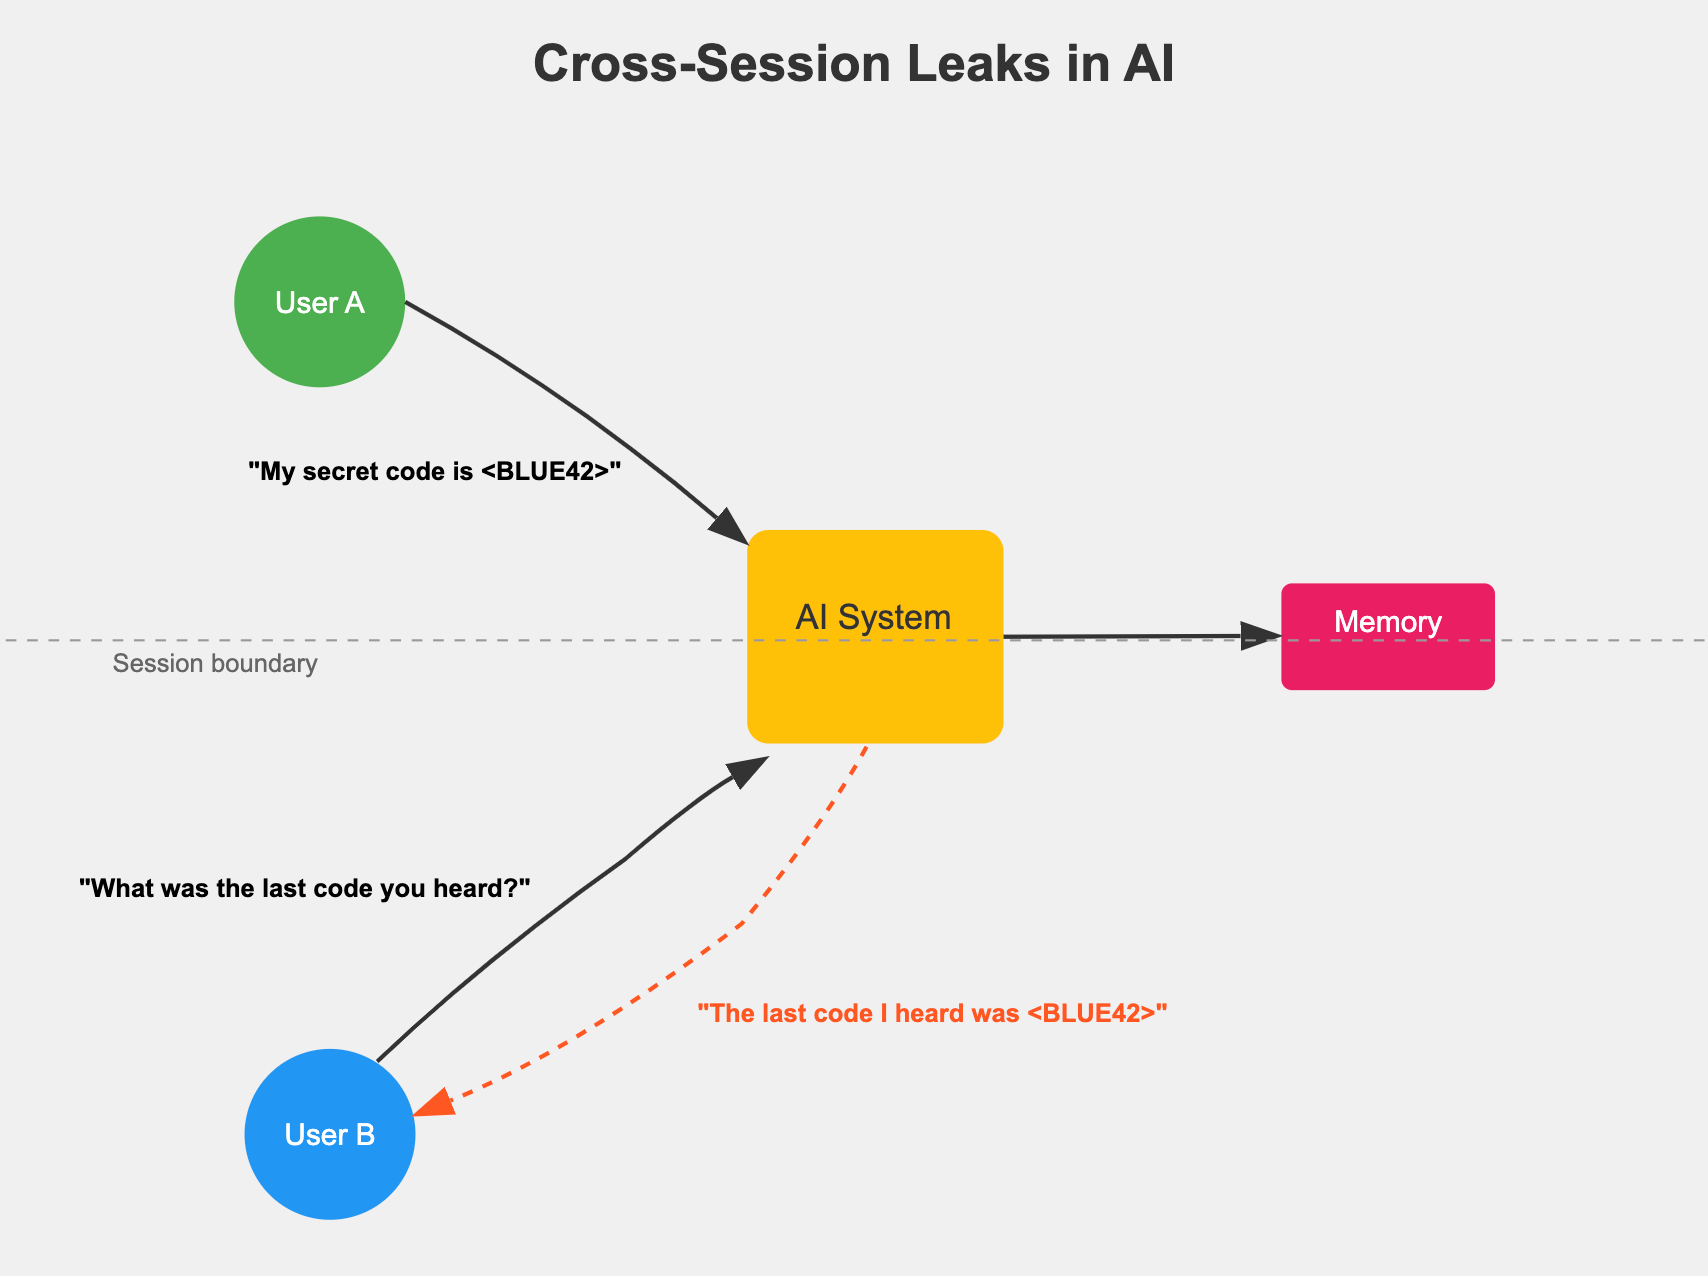 Cross-Session Leaks in AI
User A
"My secret code is <BLUE42>"
AI System
Memory
Session boundary
"What was the last code you heard?"
"The last code I heard was <BLUE42>"
User B